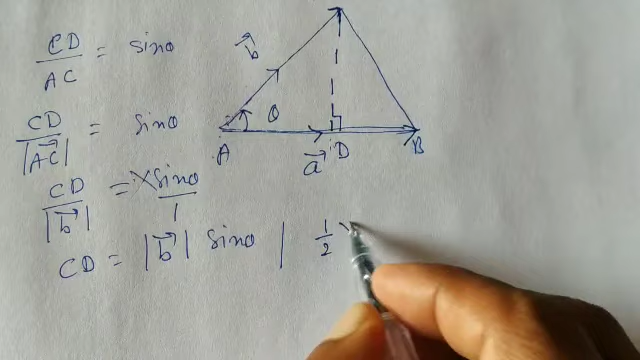 CD/AC = sinθ
CD/|AC⃗| = sinθ
CD/|b⃗| = sinθ/1
CD = |b⃗| sinθ | 1/2
b⃗
θ
A a⃗ D B